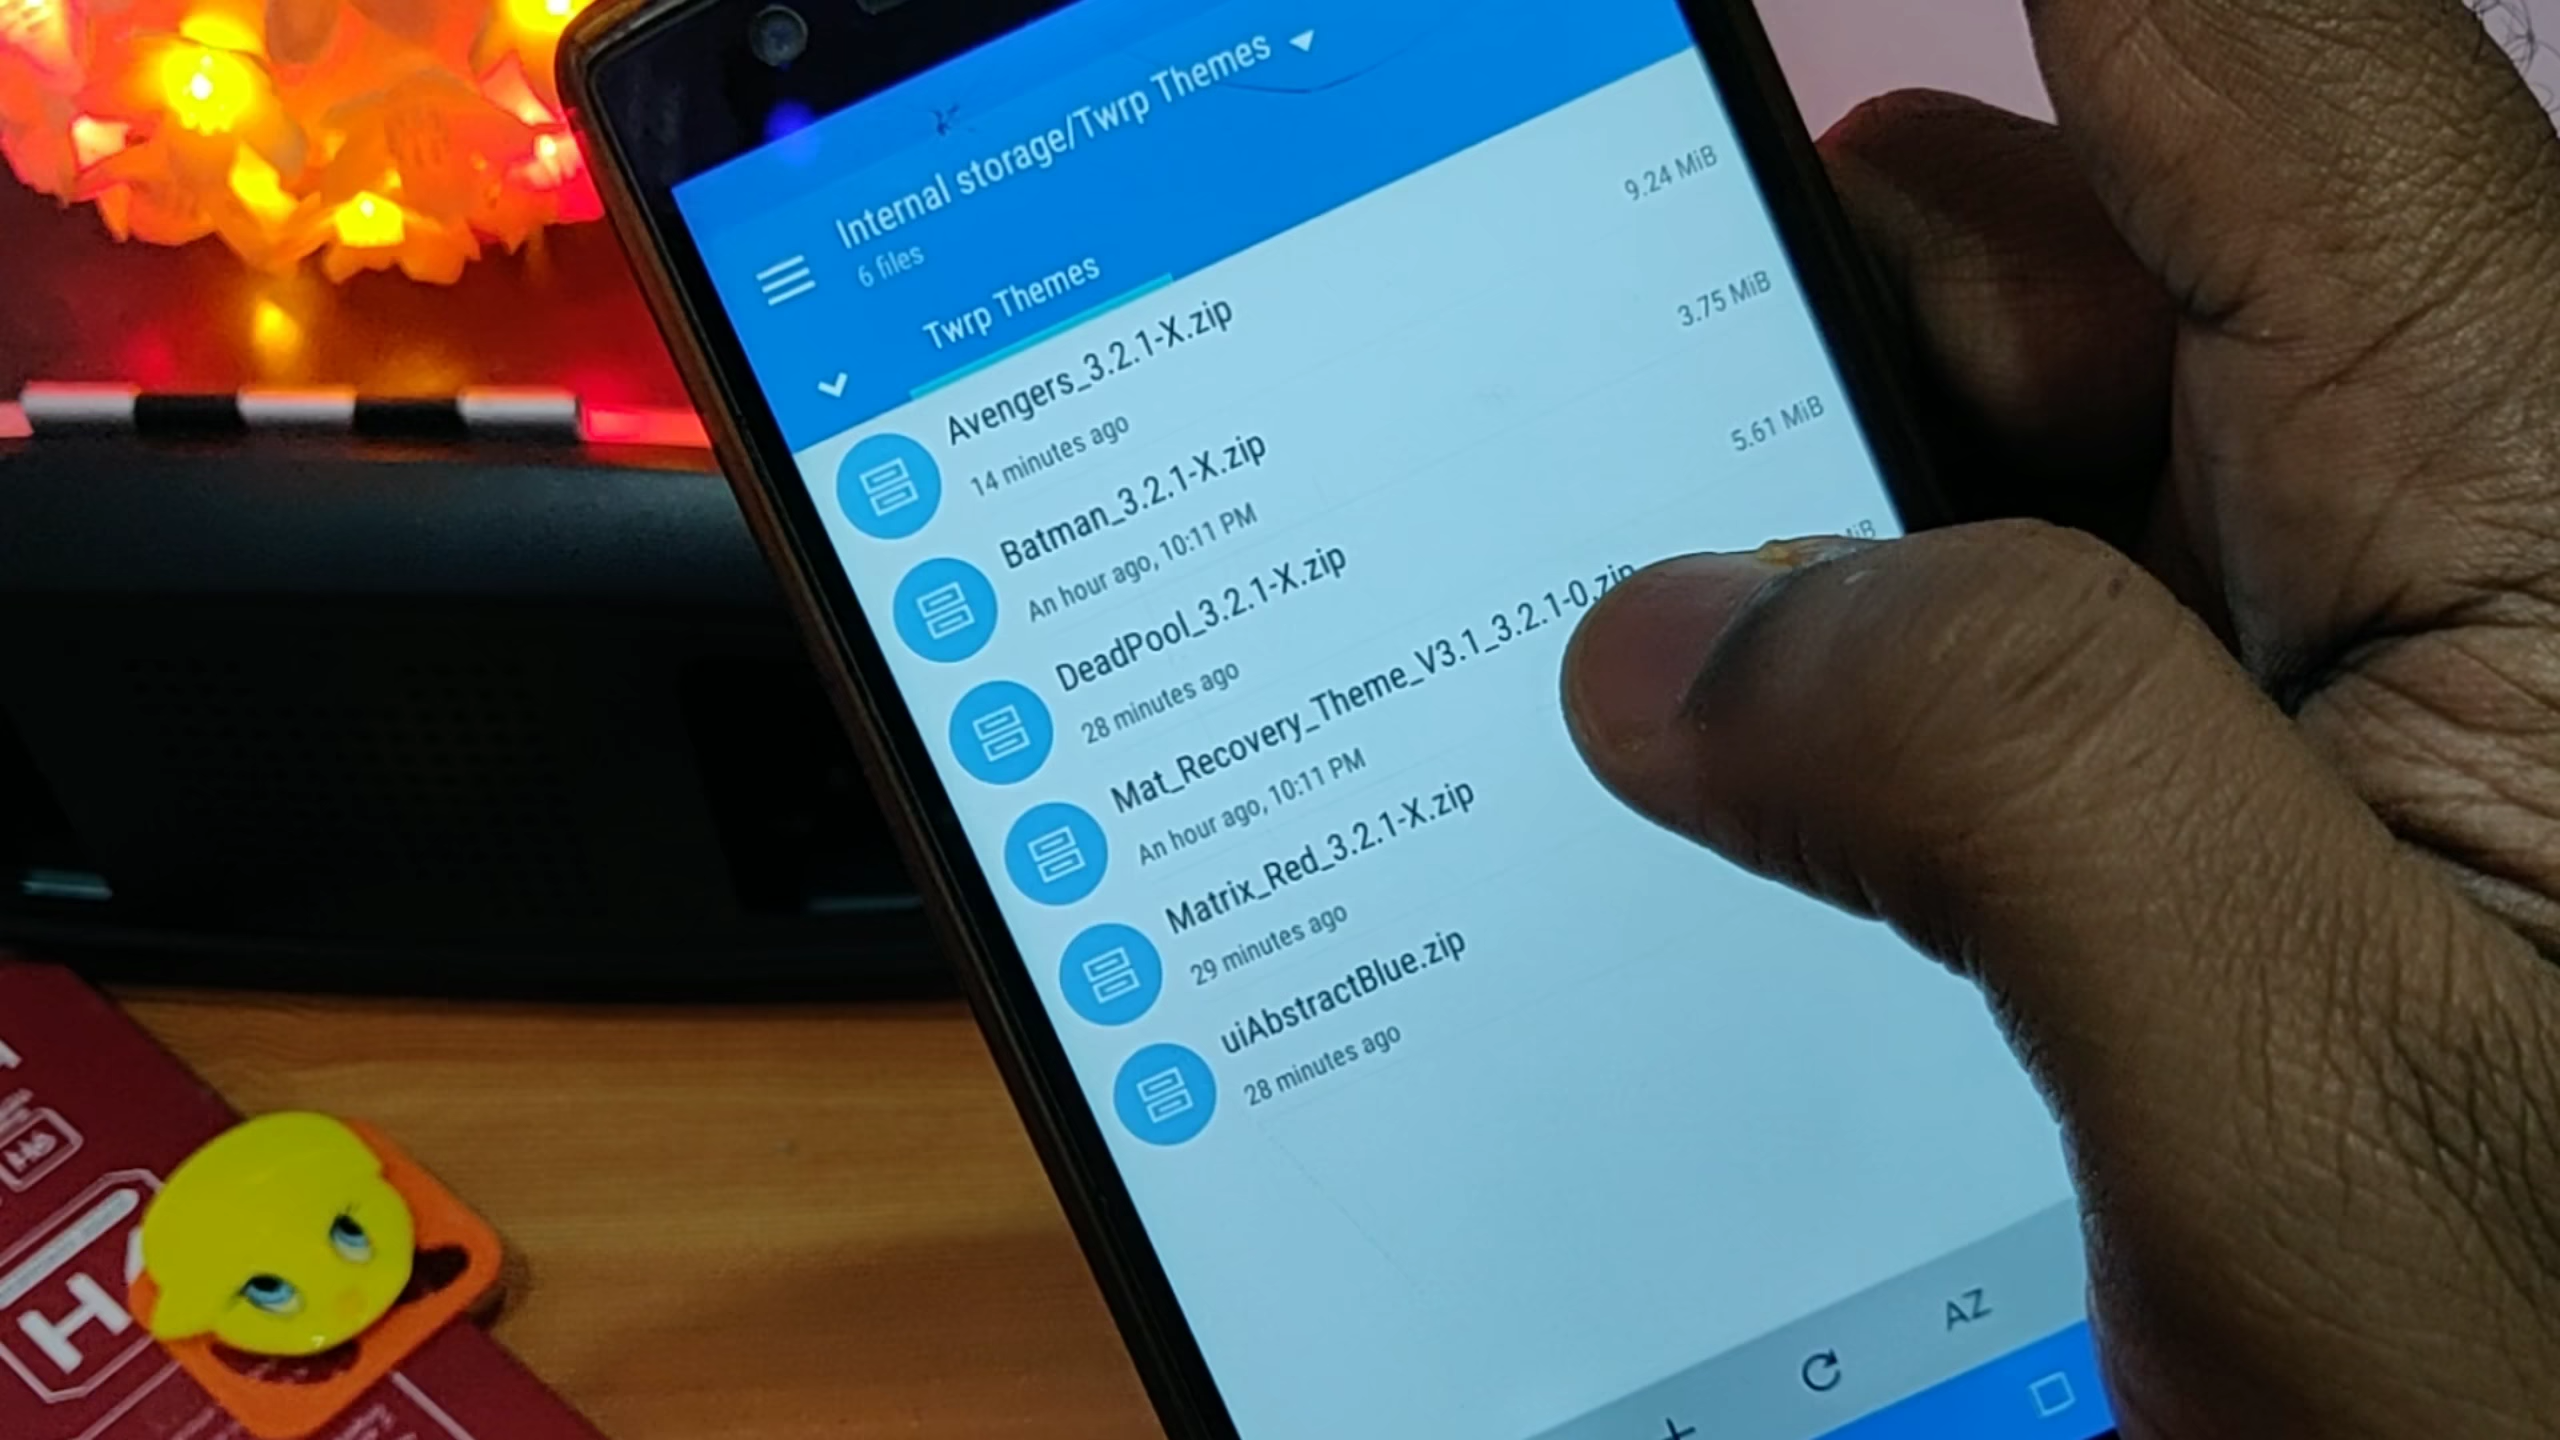 Internal storage/Twrp Themes
6 files
Twrp Themes
Avengers_3.2.1-X.zip
14 minutes ago
9.24 MiB
Batman_3.2.1-X.zip
An hour ago, 10:11 PM
3.75 MiB
DeadPool_3.2.1-X.zip
28 minutes ago
5.61 MiB
Mat_Recovery_Theme_V3.1_3.2.1-0.zip
An hour ago, 10:11 PM
MiB
Matrix_Red_3.2.1-X.zip
29 minutes ago
uiAbstractBlue.zip
28 minutes ago
AZ
H